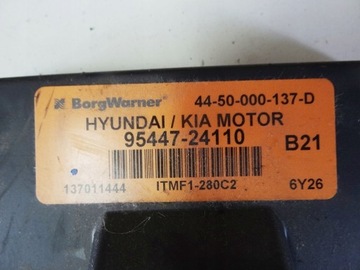 BorgWarner 44-50-000-137-D
HYUNDAI / KIA MOTOR
95447-24110 B21
137011444 ITMF1-280C2 6Y26